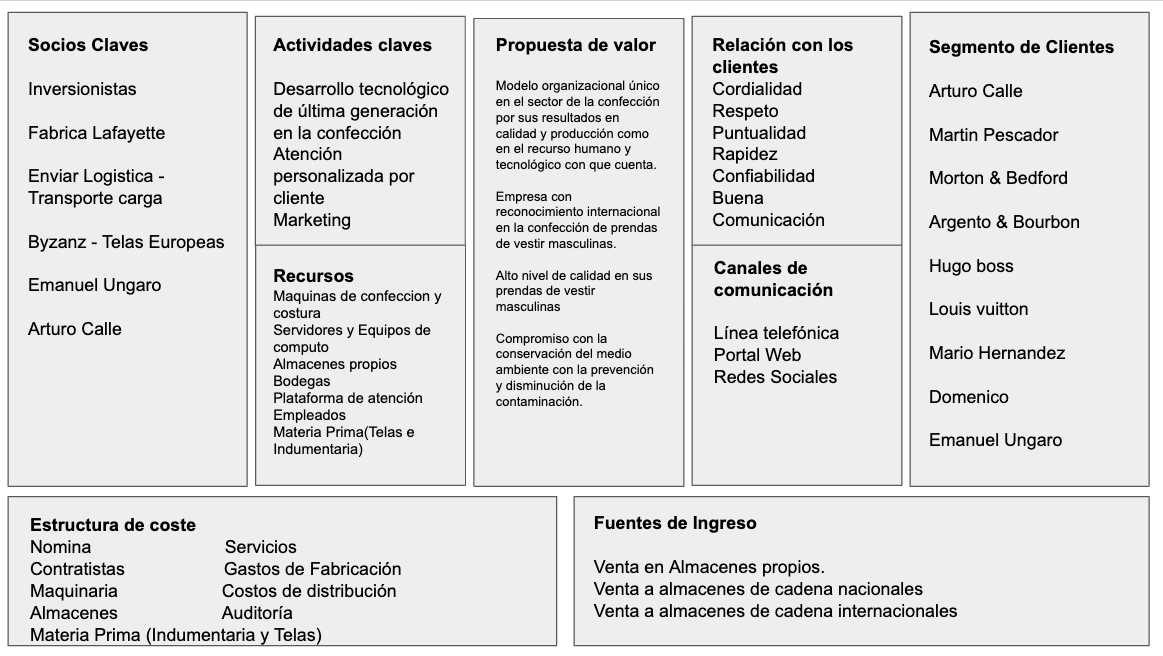 Socios Claves
Inversionistas
Fabrica Lafayette
Enviar Logistica -
Transporte carga
Byzanz - Telas Europeas
Emanuel Ungaro
Arturo Calle
Actividades claves
Desarrollo tecnológico
de última generación
en la confección
Atención
personalizada por
cliente
Marketing
Recursos
Maquinas de confeccion y
costura
Servidores y Equipos de
computo
Almacenes propios
Bodegas
Plataforma de atención
Empleados
Materia Prima(Telas e
Indumentaria)
Propuesta de valor
Modelo organizacional único
en el sector de la confección
por sus resultados en
calidad y producción como
en el recurso humano y
tecnológico con que cuenta.
Empresa con
reconocimiento internacional
en la confección de prendas
de vestir masculinas.
Alto nivel de calidad en sus
prendas de vestir
masculinas
Compromiso con la
conservación del medio
ambiente con la prevención
y disminución de la
contaminación.
Relación con los
clientes
Cordialidad
Respeto
Puntualidad
Rapidez
Confiabilidad
Buena
Comunicación
Canales de
comunicación
Línea telefónica
Portal Web
Redes Sociales
Segmento de Clientes
Arturo Calle
Martin Pescador
Morton & Bedford
Argento & Bourbon
Hugo boss
Louis vuitton
Mario Hernandez
Domenico
Emanuel Ungaro
Estructura de coste
Nomina Servicios
Contratistas Gastos de Fabricación
Maquinaria Costos de distribución
Almacenes Auditoría
Materia Prima (Indumentaria y Telas)
Fuentes de Ingreso
Venta en Almacenes propios.
Venta a almacenes de cadena nacionales
Venta a almacenes de cadena internacionales